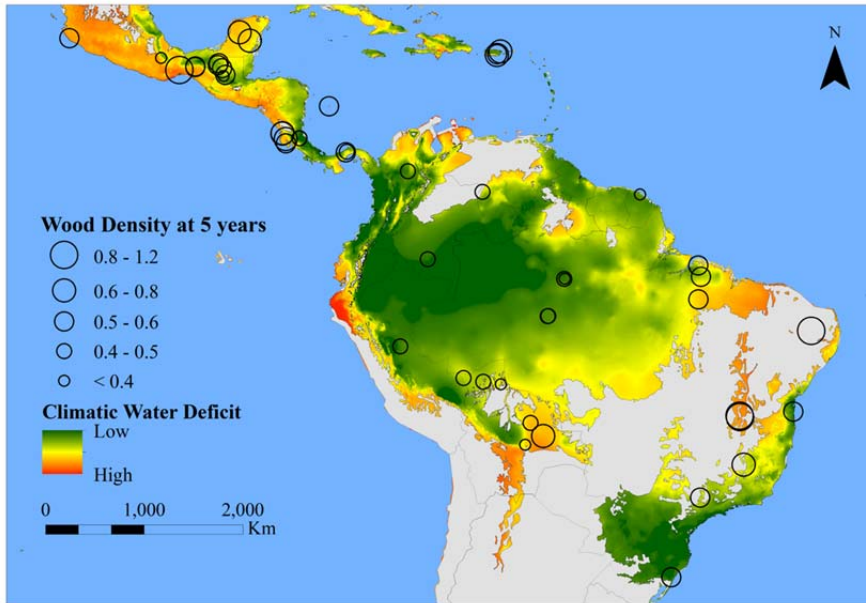 N
Wood Density at 5 years
0.8 - 1.2
0.6 - 0.8
0.5 - 0.6
0.4 - 0.5
< 0.4
Climatic Water Deficit
Low
High
0 1,000 2,000
Km